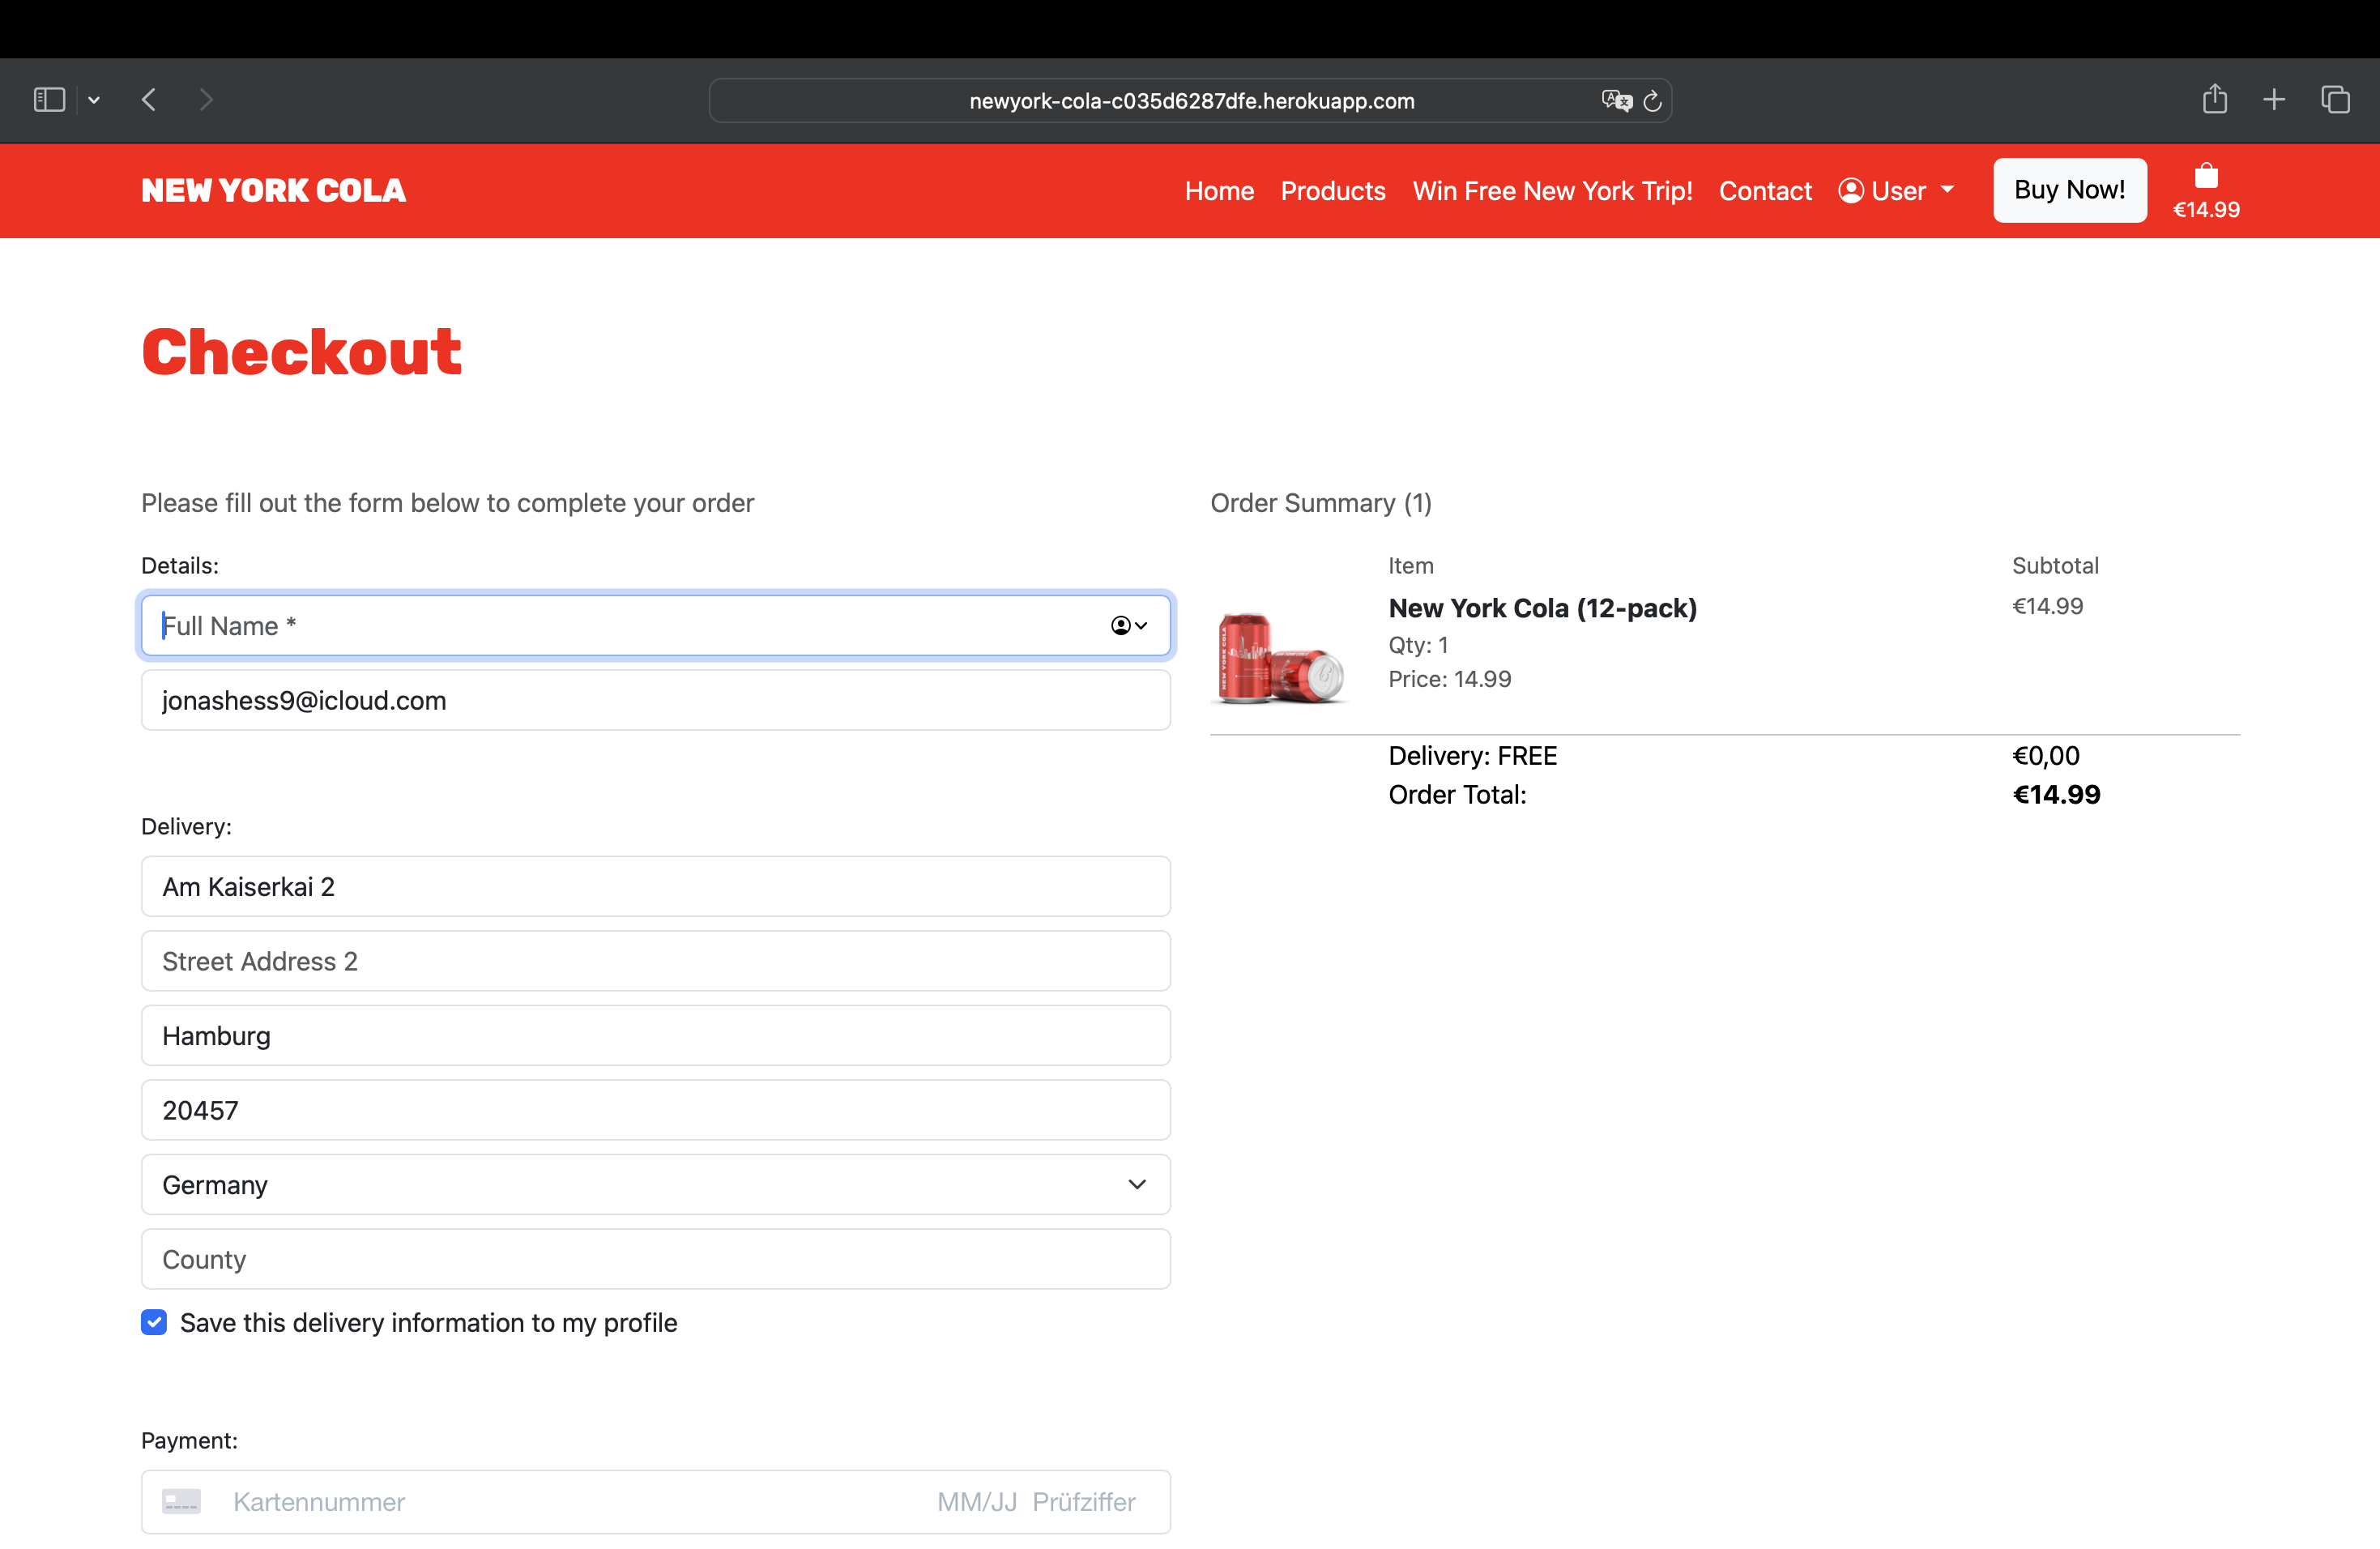 newyork-cola-c035d6287dfe.herokuapp.com
NEW YORK COLA
Home Products Win Free New York Trip! Contact User Buy Now! €14.99
Checkout
Please fill out the form below to complete your order
Details:
Full Name *
jonashess9@icloud.com
Delivery:
Am Kaiserkai 2
Street Address 2
Hamburg
20457
Germany
County
Save this delivery information to my profile
Payment:
Kartennummer MM/JJ Prüfziffer
Order Summary (1)
Item Subtotal
New York Cola (12-pack) €14.99
Qty: 1
Price: 14.99
NEW YORK COLA
Delivery: FREE €0,00
Order Total: €14.99